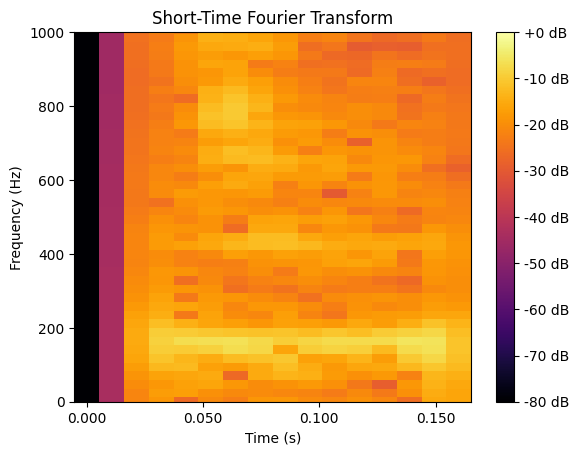 Short-Time Fourier Transform
1000
800
600
400
200
0
Frequency (Hz)
0.000
0.050
0.100
0.150
Time (s)
+0 dB
-10 dB
-20 dB
-30 dB
-40 dB
-50 dB
-60 dB
-70 dB
-80 dB